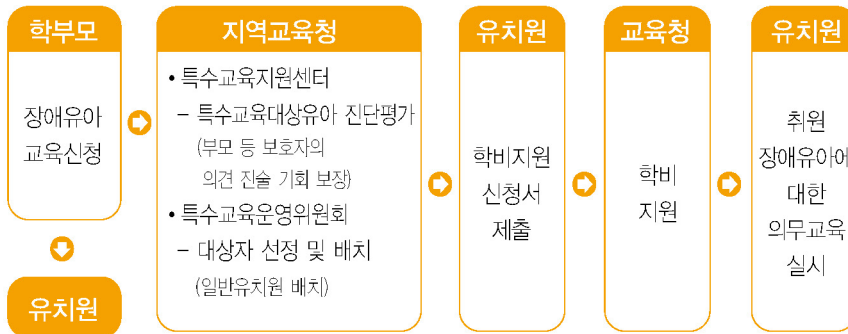 학부모
장애유아
교육신청
유치원
지역교육청
• 특수교육지원센터
– 특수교육대상유아 진단평가
(부모 등 보호자의
의견 진술 기회 보장)
• 특수교육운영위원회
– 대상자 선정 및 배치
(일반유치원 배치)
유치원
학비지원
신청서
제출
교육청
학비
지원
유치원
취원
장애유아에
대한
의무교육
실시